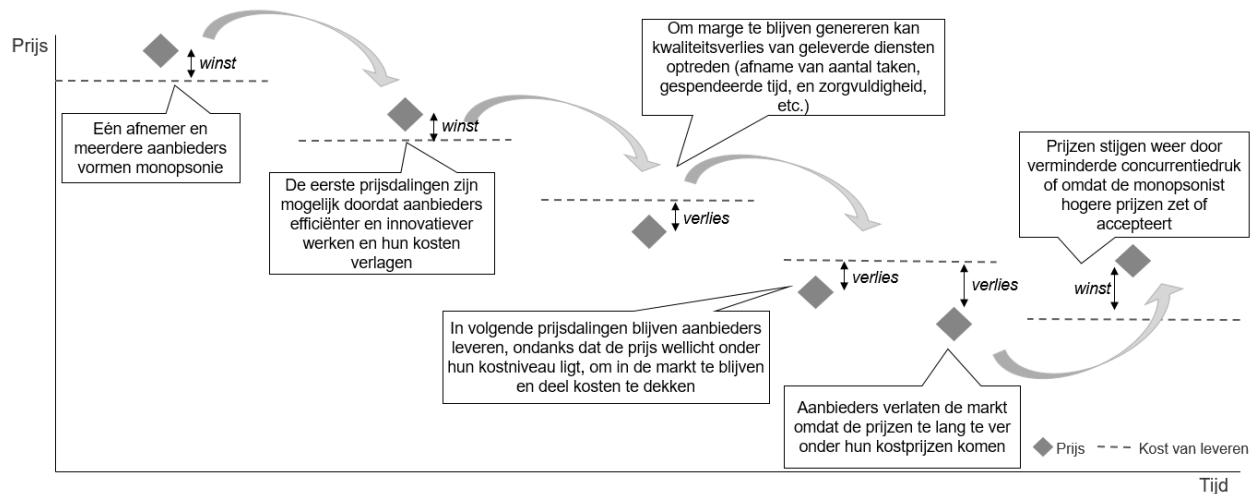 Prijs
winst
Eén afnemer en
meerdere aanbieders
vormen monopsonie
winst
De eerste prijsdalingen zijn
mogelijk doordat aanbieders
efficiënter en innovatiever
werken en hun kosten
verlagen
Om marge te blijven genereren kan
kwaliteitsverlies van geleverde diensten
optreden (afname van aantal taken,
gespendeerde tijd, en zorgvuldigheid,
etc.)
verlies
verlies
In volgende prijsdalingen blijven aanbieders
leveren, ondanks dat de prijs wellicht onder
hun kostniveau ligt, om in de markt te blijven
en deel kosten te dekken
verlies
Aanbieders verlaten de markt
omdat de prijzen te lang te ver
onder hun kostprijzen komen
Prijzen stijgen weer door
verminderde concurrentiedruk
of omdat de monopsonist
hogere prijzen zet of
accepteert
winst
Prijs
Kost van leveren
Tijd